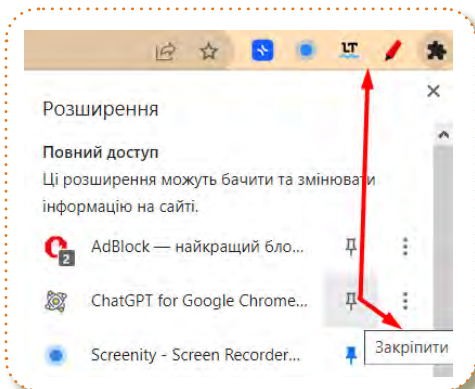 LT
Розширення
Повний доступ
Ці розширення можуть бачити та змінювати
інформацію на сайті.
2
AdBlock — найкращий бло...
ChatGPT for Google Chrome...
Закріпити
Screenity - Screen Recorder...